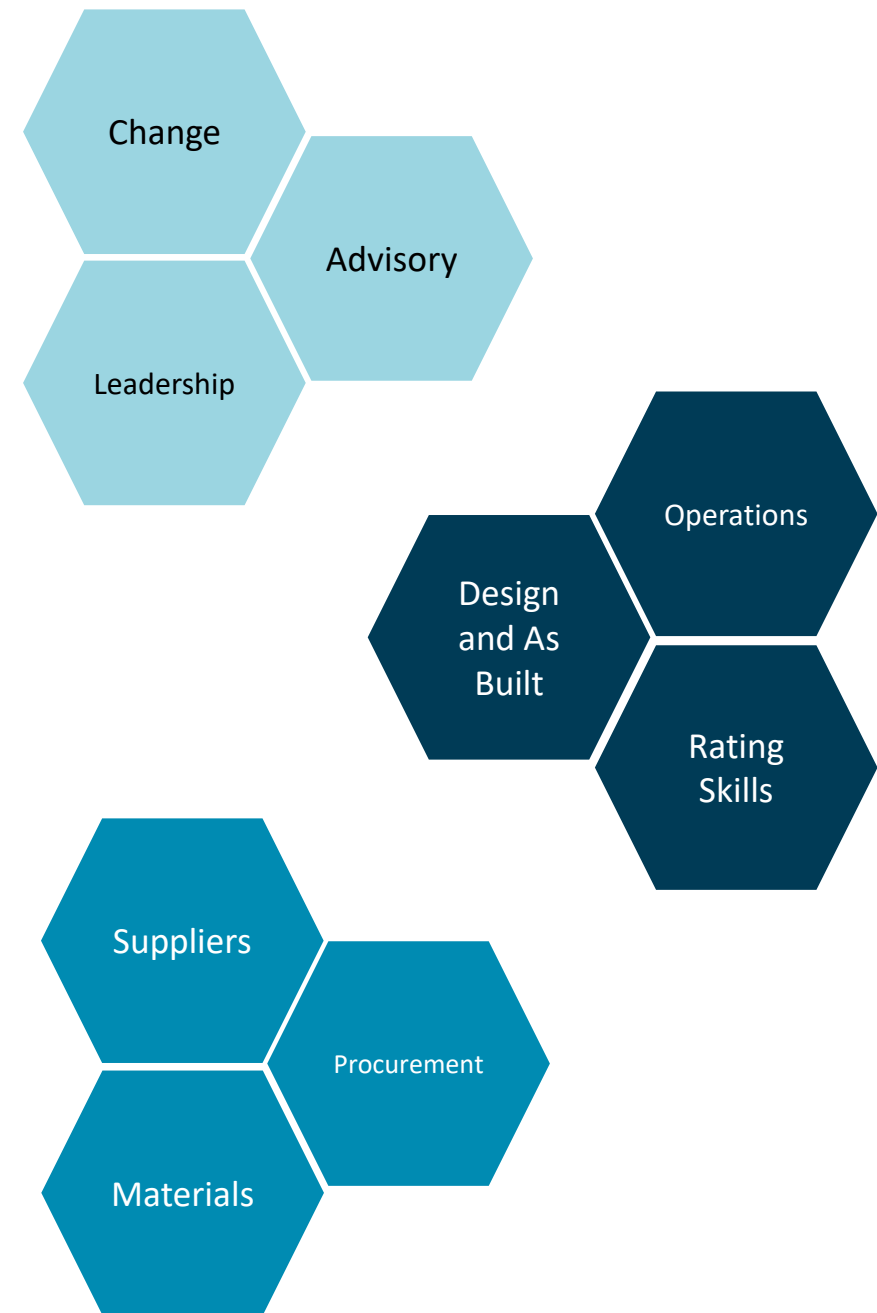 Change
Advisory
Leadership
Operations
Design
and As
Built
Rating
Skills
Suppliers
Procurement
Materials